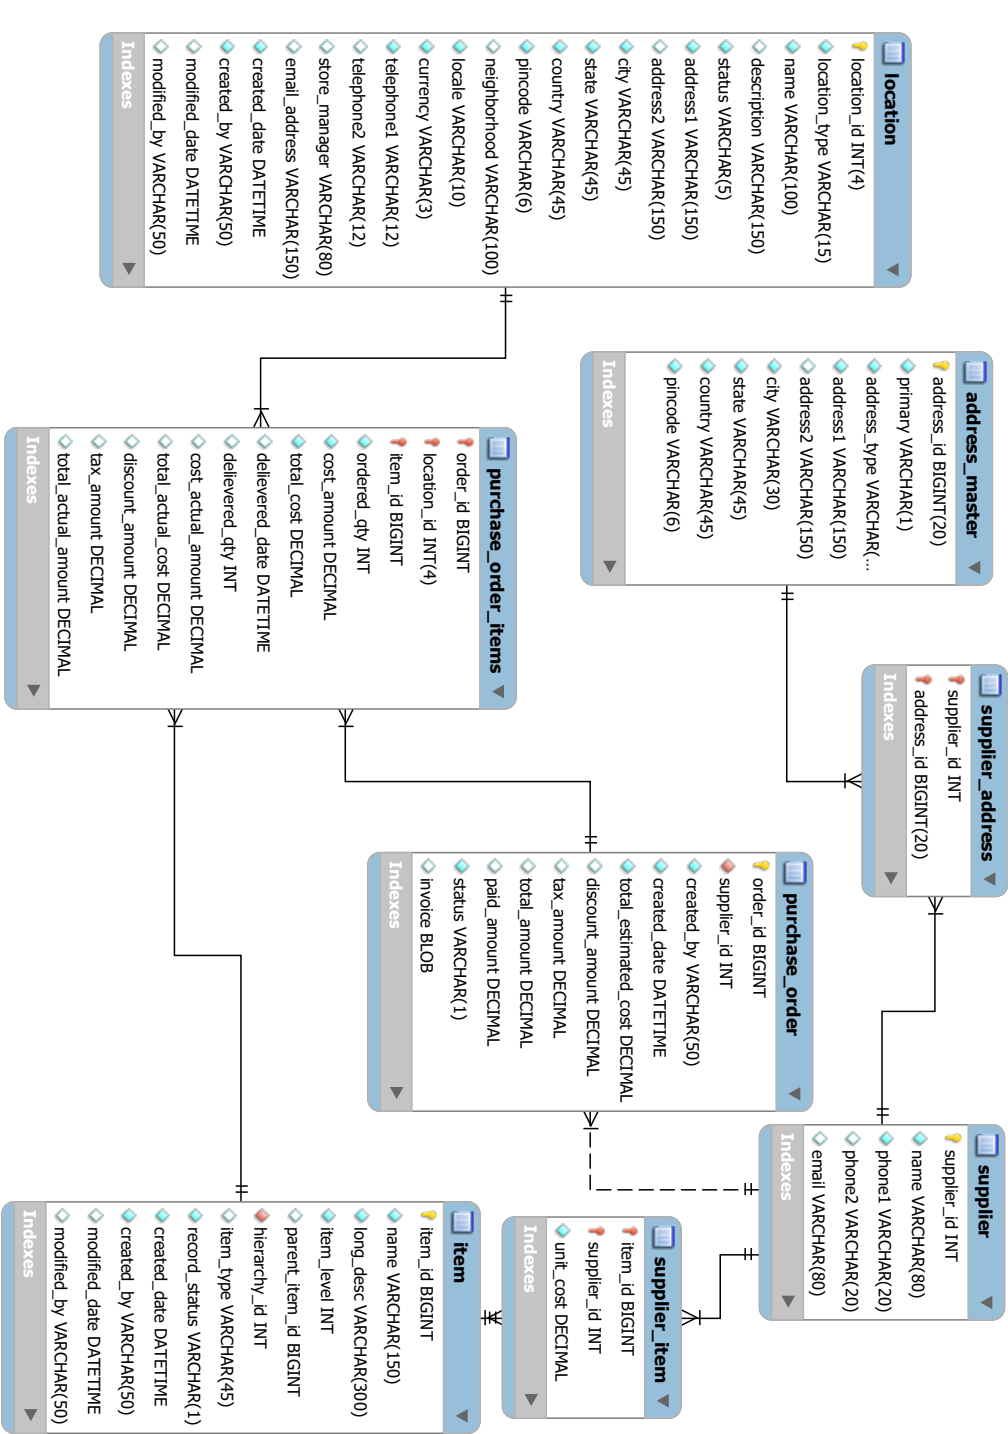 location
location_id INT(4)
location_type VARCHAR(15)
name VARCHAR(100)
description VARCHAR(150)
status VARCHAR(5)
address1 VARCHAR(150)
address2 VARCHAR(150)
city VARCHAR(45)
state VARCHAR(45)
country VARCHAR(45)
pincode VARCHAR(6)
neighborhood VARCHAR(100)
locale VARCHAR(10)
currency VARCHAR(3)
telephone1 VARCHAR(12)
telephone2 VARCHAR(12)
store_manager VARCHAR(80)
email_address VARCHAR(150)
created_date DATETIME
created_by VARCHAR(50)
modified_date DATETIME
modified_by VARCHAR(50)
Indexes
address_master
address_id BIGINT(20)
primary VARCHAR(1)
address_type VARCHAR(...
address1 VARCHAR(150)
address2 VARCHAR(150)
city VARCHAR(30)
state VARCHAR(45)
country VARCHAR(45)
pincode VARCHAR(6)
Indexes
purchase_order_items
order_id BIGINT
location_id INT(4)
item_id BIGINT
ordered_qty INT
cost_amount DECIMAL
total_cost DECIMAL
delievered_date DATETIME
delievered_qty INT
cost_actual_amount DECIMAL
total_actual_cost DECIMAL
discount_amount DECIMAL
tax_amount DECIMAL
total_actual_amount DECIMAL
Indexes
supplier_address
supplier_id INT
address_id BIGINT(20)
Indexes
purchase_order
order_id BIGINT
supplier_id INT
created_by VARCHAR(50)
created_date DATETIME
total_estimated_cost DECIMAL
discount_amount DECIMAL
tax_amount DECIMAL
total_amount DECIMAL
paid_amount DECIMAL
status VARCHAR(1)
invoice BLOB
Indexes
supplier
supplier_id INT
name VARCHAR(80)
phone1 VARCHAR(20)
phone2 VARCHAR(20)
email VARCHAR(80)
Indexes
supplier_item
item_id BIGINT
supplier_id INT
unit_cost DECIMAL
Indexes
item
item_id BIGINT
name VARCHAR(150)
long_desc VARCHAR(300)
item_level INT
parent_item_id BIGINT
hierarchy_id INT
item_type VARCHAR(45)
record_status VARCHAR(1)
created_date DATETIME
created_by VARCHAR(50)
modified_date DATETIME
modified_by VARCHAR(50)
Indexes